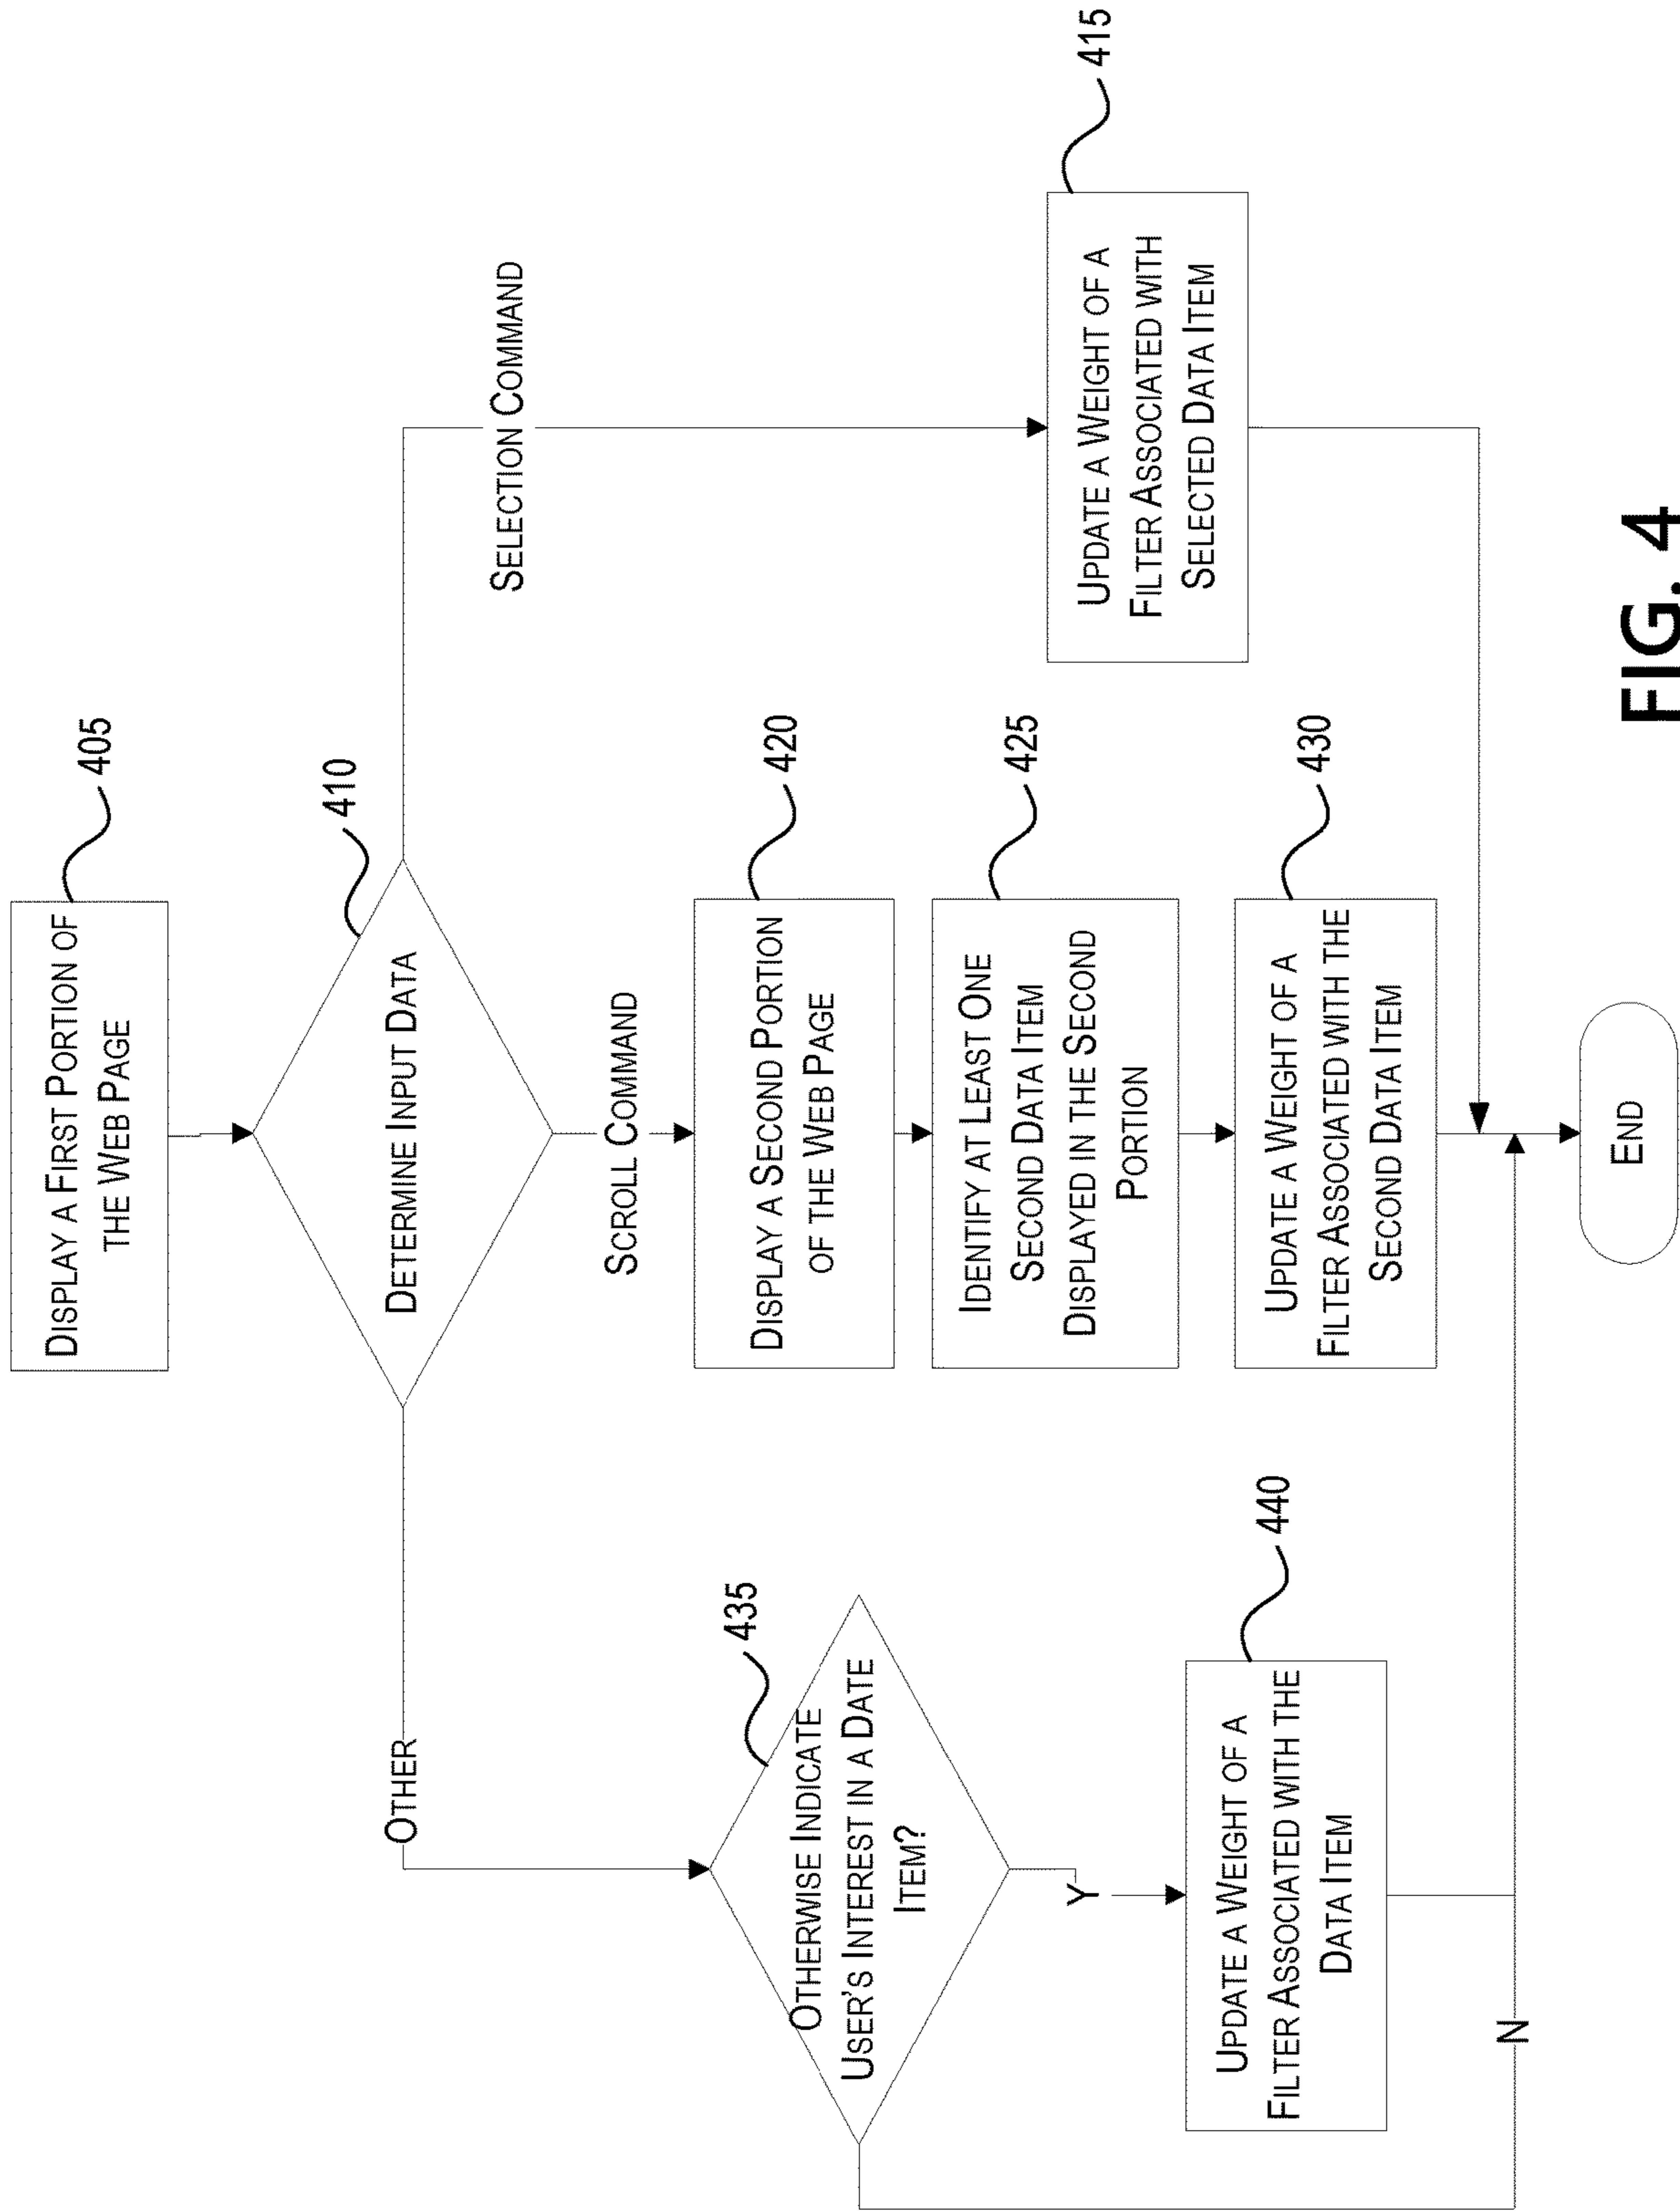 DISPLAY A FIRST PORTION OF
THE WEB PAGE
405
DETERMINE INPUT DATA
410
OTHER
SCROLL COMMAND
SELECTION COMMAND
OTHERWISE INDICATE
USER'S INTEREST IN A DATE
ITEM?
435
DISPLAY A SECOND PORTION
OF THE WEB PAGE
420
IDENTIFY AT LEAST ONE
SECOND DATA ITEM
DISPLAYED IN THE SECOND
PORTION
425
UPDATE A WEIGHT OF A
FILTER ASSOCIATED WITH
SELECTED DATA ITEM
415
Y
UPDATE A WEIGHT OF A
FILTER ASSOCIATED WITH THE
DATA ITEM
440
UPDATE A WEIGHT OF A
FILTER ASSOCIATED WITH THE
SECOND DATA ITEM
430
N
END
FIG. 4